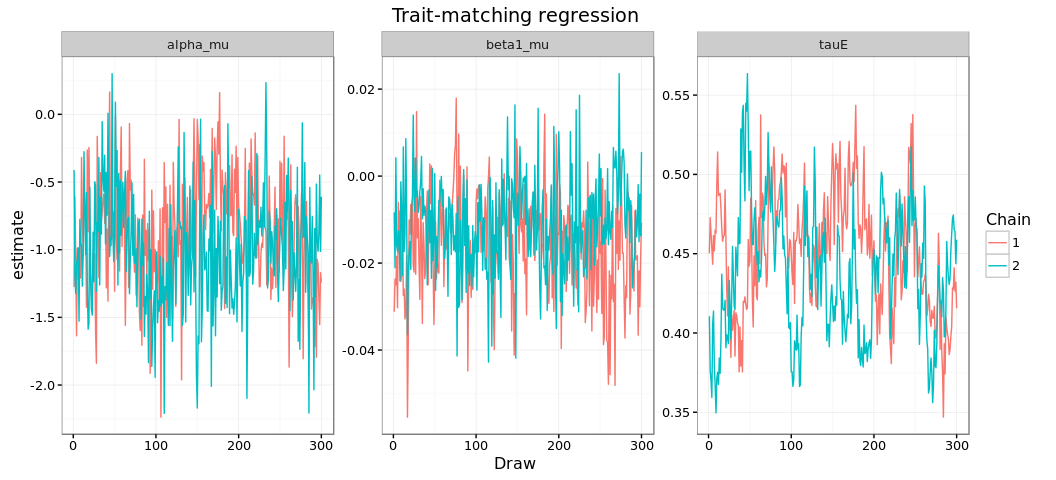 Trait-matching regression
alpha_mu beta1_mu tauE
estimate
0.0
-0.5
-1.0
-1.5
-2.0
0.02
0.00
-0.02
-0.04
0.55
0.50
0.45
0.40
0.35
0 100 200 300 0 100 200 300 0 100 200 300
Draw
Chain
1
2